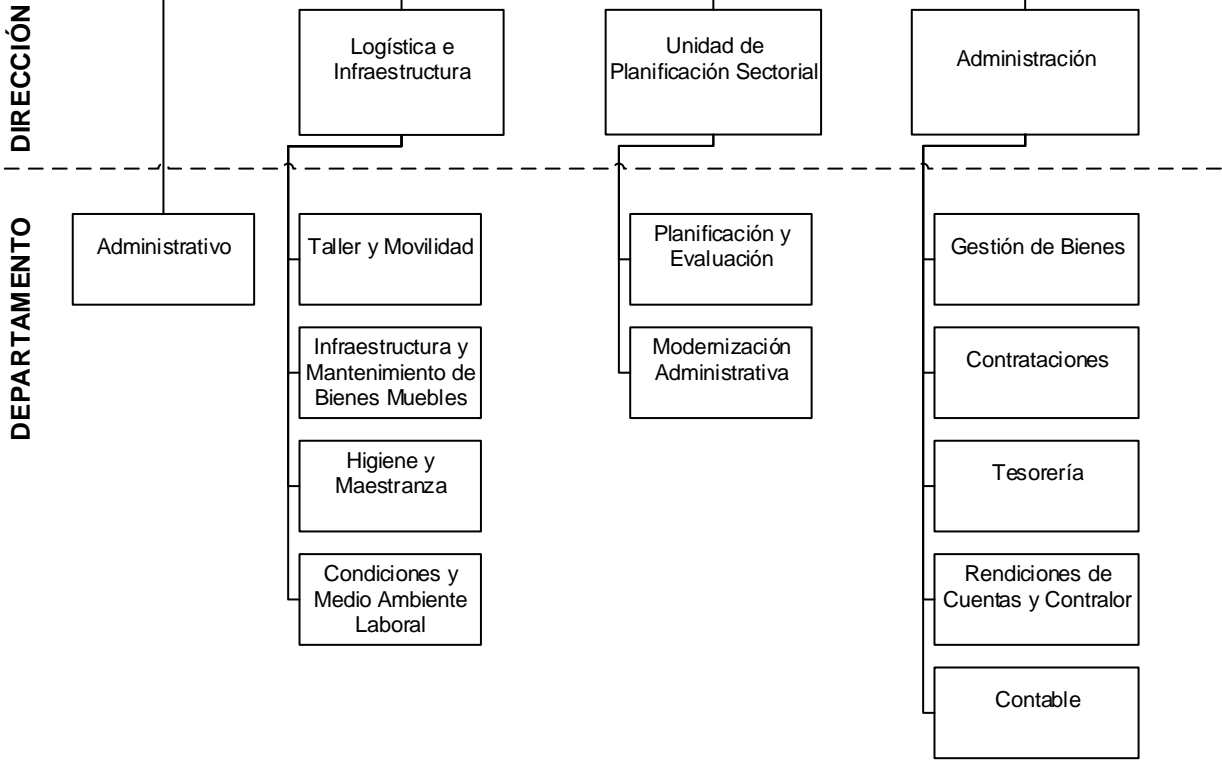 DIRECCIÓN
Logística e
Infraestructura
Unidad de
Planificación Sectorial
Administración
DEPARTAMENTO
Administrativo
Taller y Movilidad
Infraestructura y
Mantenimiento de
Bienes Muebles
Higiene y
Maestranza
Condiciones y
Medio Ambiente
Laboral
Planificación y
Evaluación
Modernización
Administrativa
Gestión de Bienes
Contrataciones
Tesorería
Rendiciones de
Cuentas y Contralor
Contable